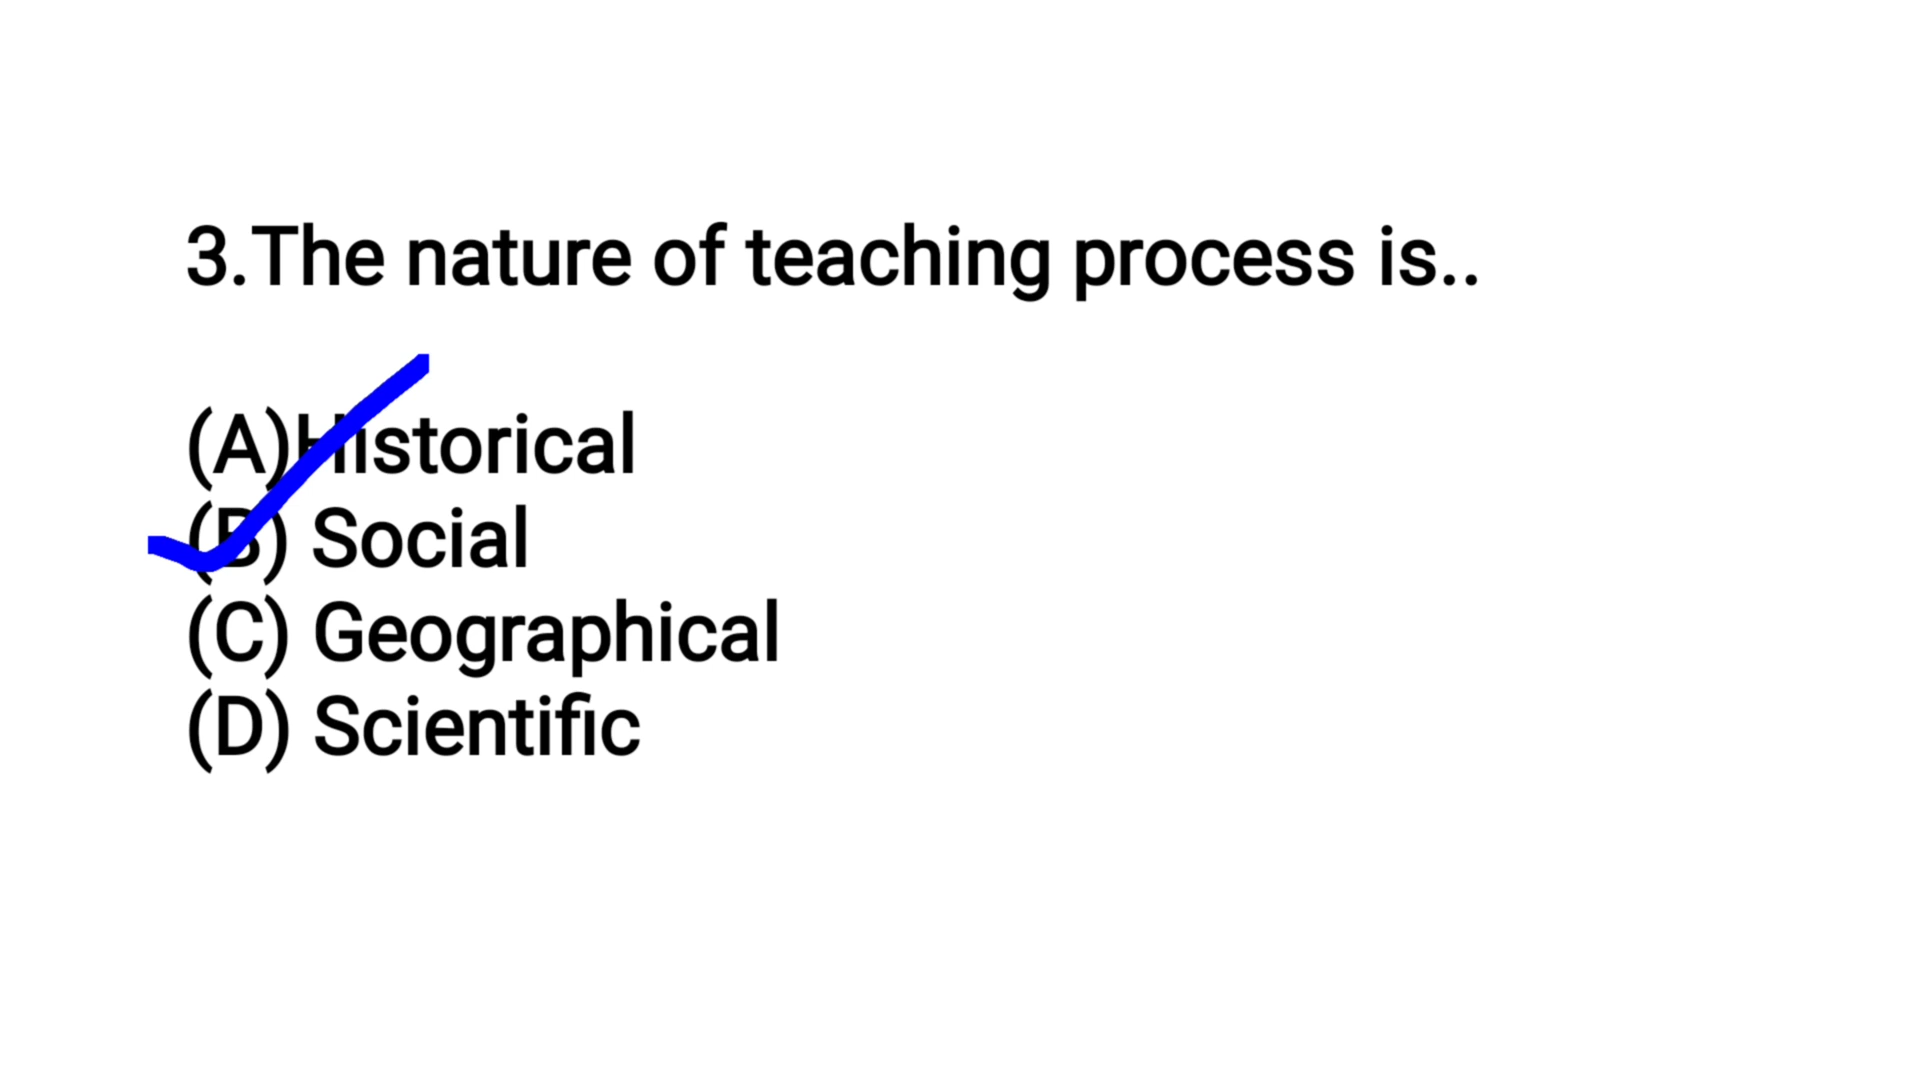 3.The nature of teaching process is..
(A)Historical
(B) Social
(C) Geographical
(D) Scientific